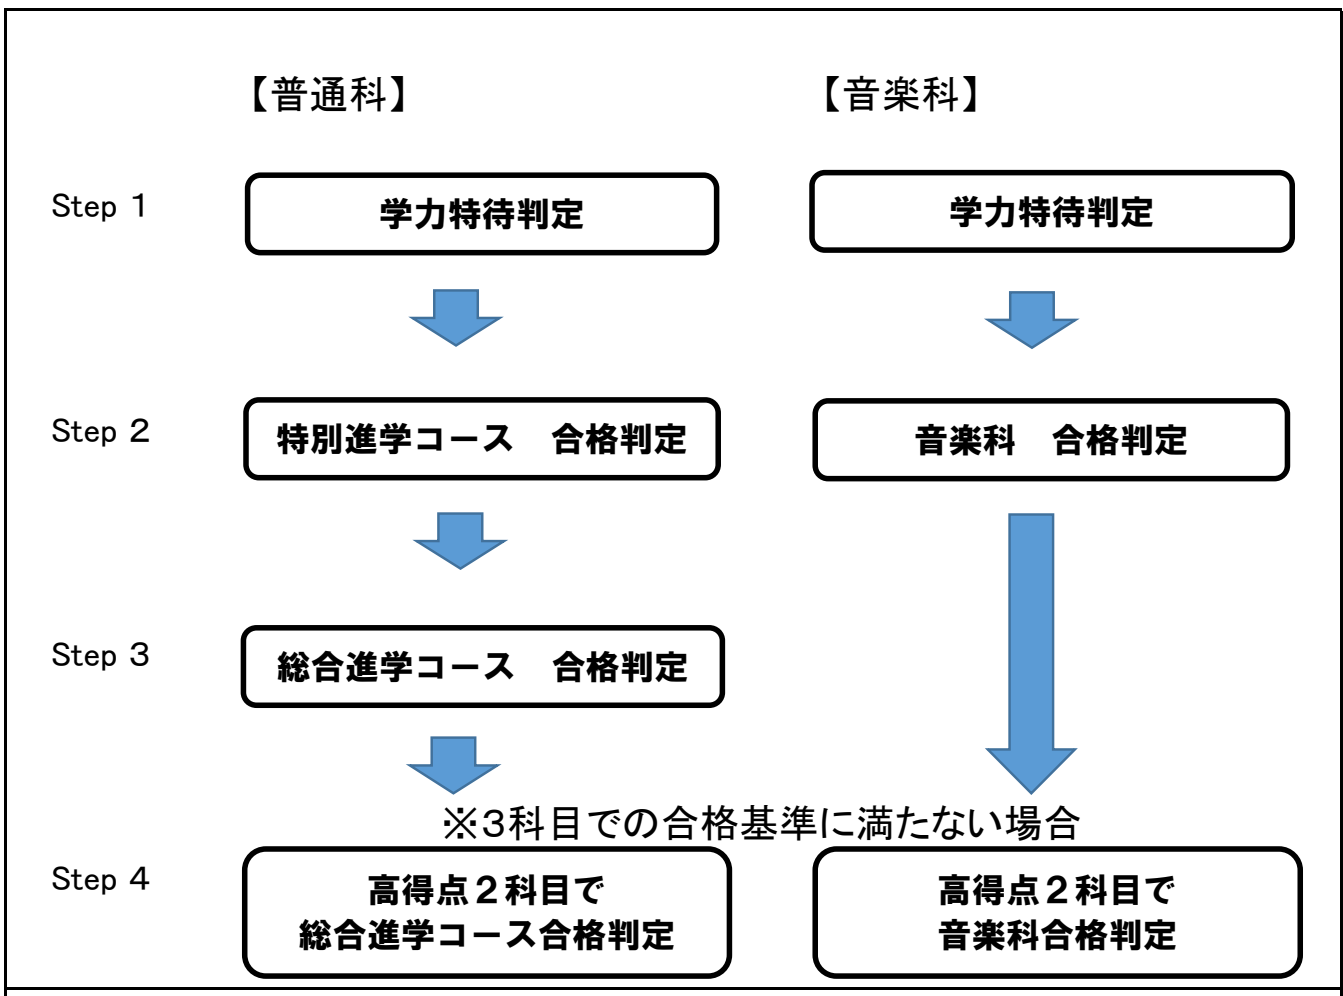 【普通科】 【音楽科】
Step 1 学力特待判定 学力特待判定
Step 2 特別進学コース 合格判定 音楽科 合格判定
Step 3 総合進学コース 合格判定
※3科目での合格基準に満たない場合
Step 4 高得点２科目で 高得点２科目で
総合進学コース合格判定 音楽科合格判定